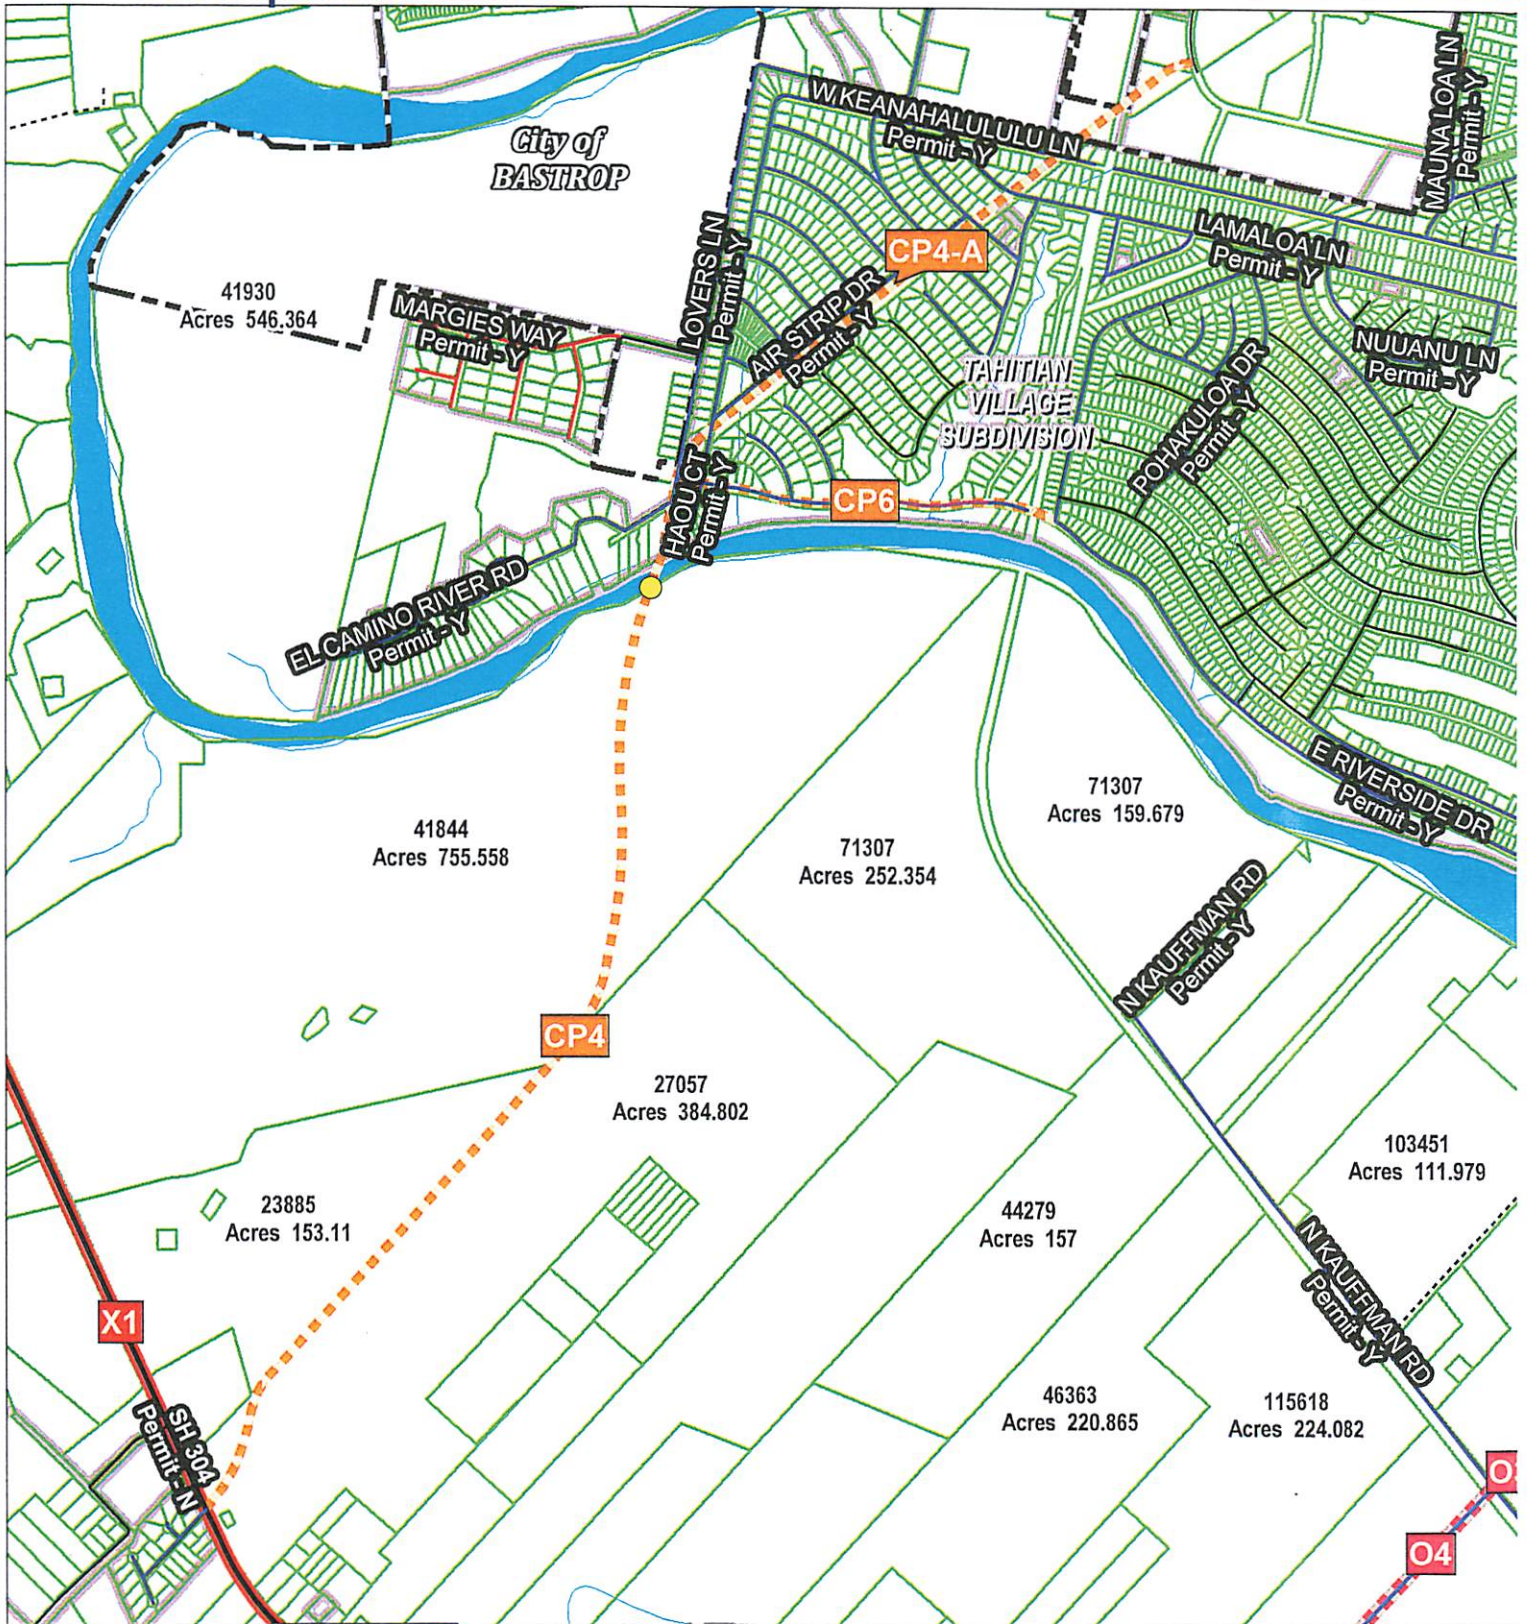 City of
BASTROP
W KEANAHALULULU LN
Permit - Y
MAUNA LOA LN
Permit - Y
LAMALOA LN
Permit - Y
CP4-A
LOVERS LN
Permit - Y
41930
Acres 546.364
MARGIES WAY
Permit - Y
AIR STRIP DR
Permit - Y
NUUANU LN
Permit - Y
TAHITIAN
VILLAGE
SUBDIVISION
POHAKULOA DR
Permit - Y
CP6
HAOU CT
Permit - Y
EL CAMINO RIVER RD
Permit - Y
E RIVERSIDE DR
Permit - Y
71307
Acres 159.679
41844
Acres 755.558
71307
Acres 252.354
N KAUFFMAN RD
Permit - Y
CP4
27057
Acres 384.802
103451
Acres 111.979
23885
Acres 153.11
44279
Acres 157
N KAUFFMAN RD
Permit - Y
X1
46363
Acres 220.865
115618
Acres 224.082
SH 304
Permit - N
O4